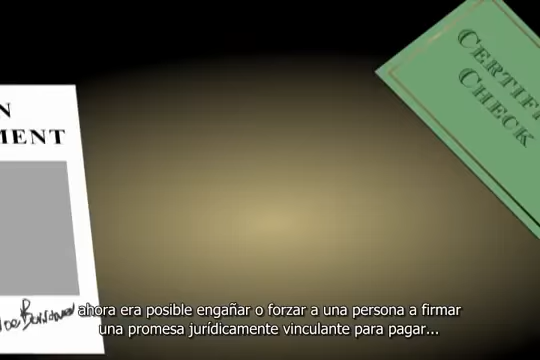 N
MENT
CERTIFI
CHECK
ahora era posible engañar o forzar a una persona a firmar
una promesa jurídicamente vinculante para pagar...